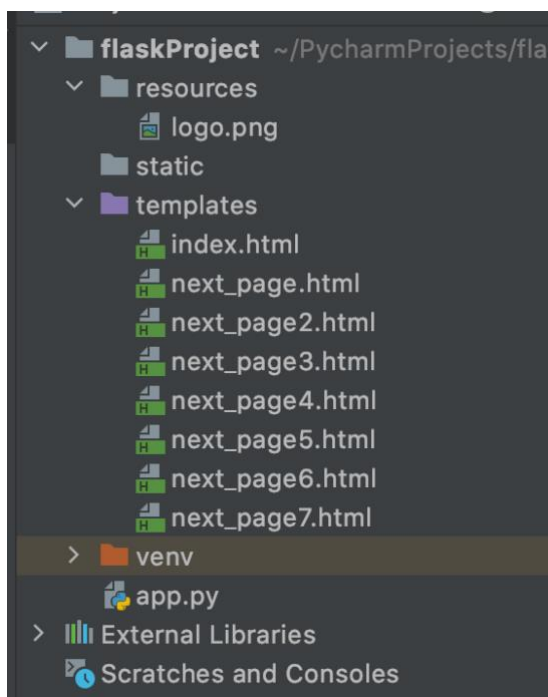 flaskProject ~/PycharmProjects/fla
resources
logo.png
static
templates
index.html
next_page.html
next_page2.html
next_page3.html
next_page4.html
next_page5.html
next_page6.html
next_page7.html
venv
app.py
External Libraries
Scratches and Consoles